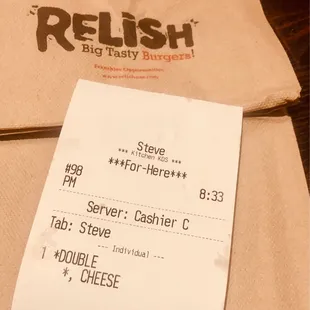 RELiSH
Big Tasty Burgers!
Steve
*** Kitchen KDS ***
***For-Here***
#98 8:33
PM
Server: Cashier C
Tab: Steve
--- Individual ---
1 *DOUBLE
*, CHEESE